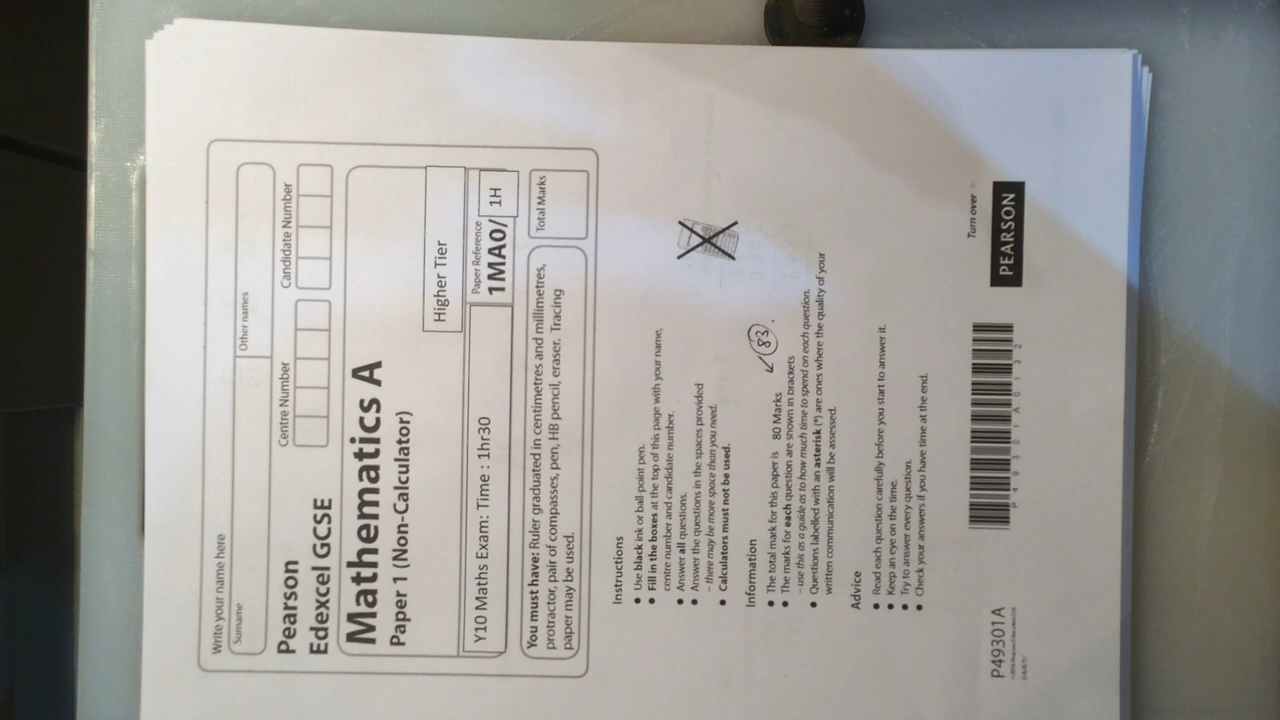 Write your name here
Surname
Other names
Pearson
Edexcel GCSE
Centre Number
Candidate Number
Mathematics A
Paper 1 (Non-Calculator)
Higher Tier
Y10 Maths Exam: Time : 1hr30
Paper Reference
1MA0/ 1H
You must have: Ruler graduated in centimetres and millimetres,
protractor, pair of compasses, pen, HB pencil, eraser. Tracing
paper may be used.
Total Marks
Instructions
• Use black ink or ball-point pen.
• Fill in the boxes at the top of this page with your name,
centre number and candidate number.
• Answer all questions.
• Answer the questions in the spaces provided
– there may be more space than you need.
• Calculators must not be used.
Information
• The total mark for this paper is 80 Marks
83
• The marks for each question are shown in brackets
– use this as a guide as to how much time to spend on each question.
• Questions labelled with an asterisk (*) are ones where the quality of your
written communication will be assessed.
Advice
• Read each question carefully before you start to answer it.
• Keep an eye on the time.
• Try to answer every question.
• Check your answers if you have time at the end.
Turn over
P49301A
P 4 9 3 0 1 A 0 1 3 2
PEARSON